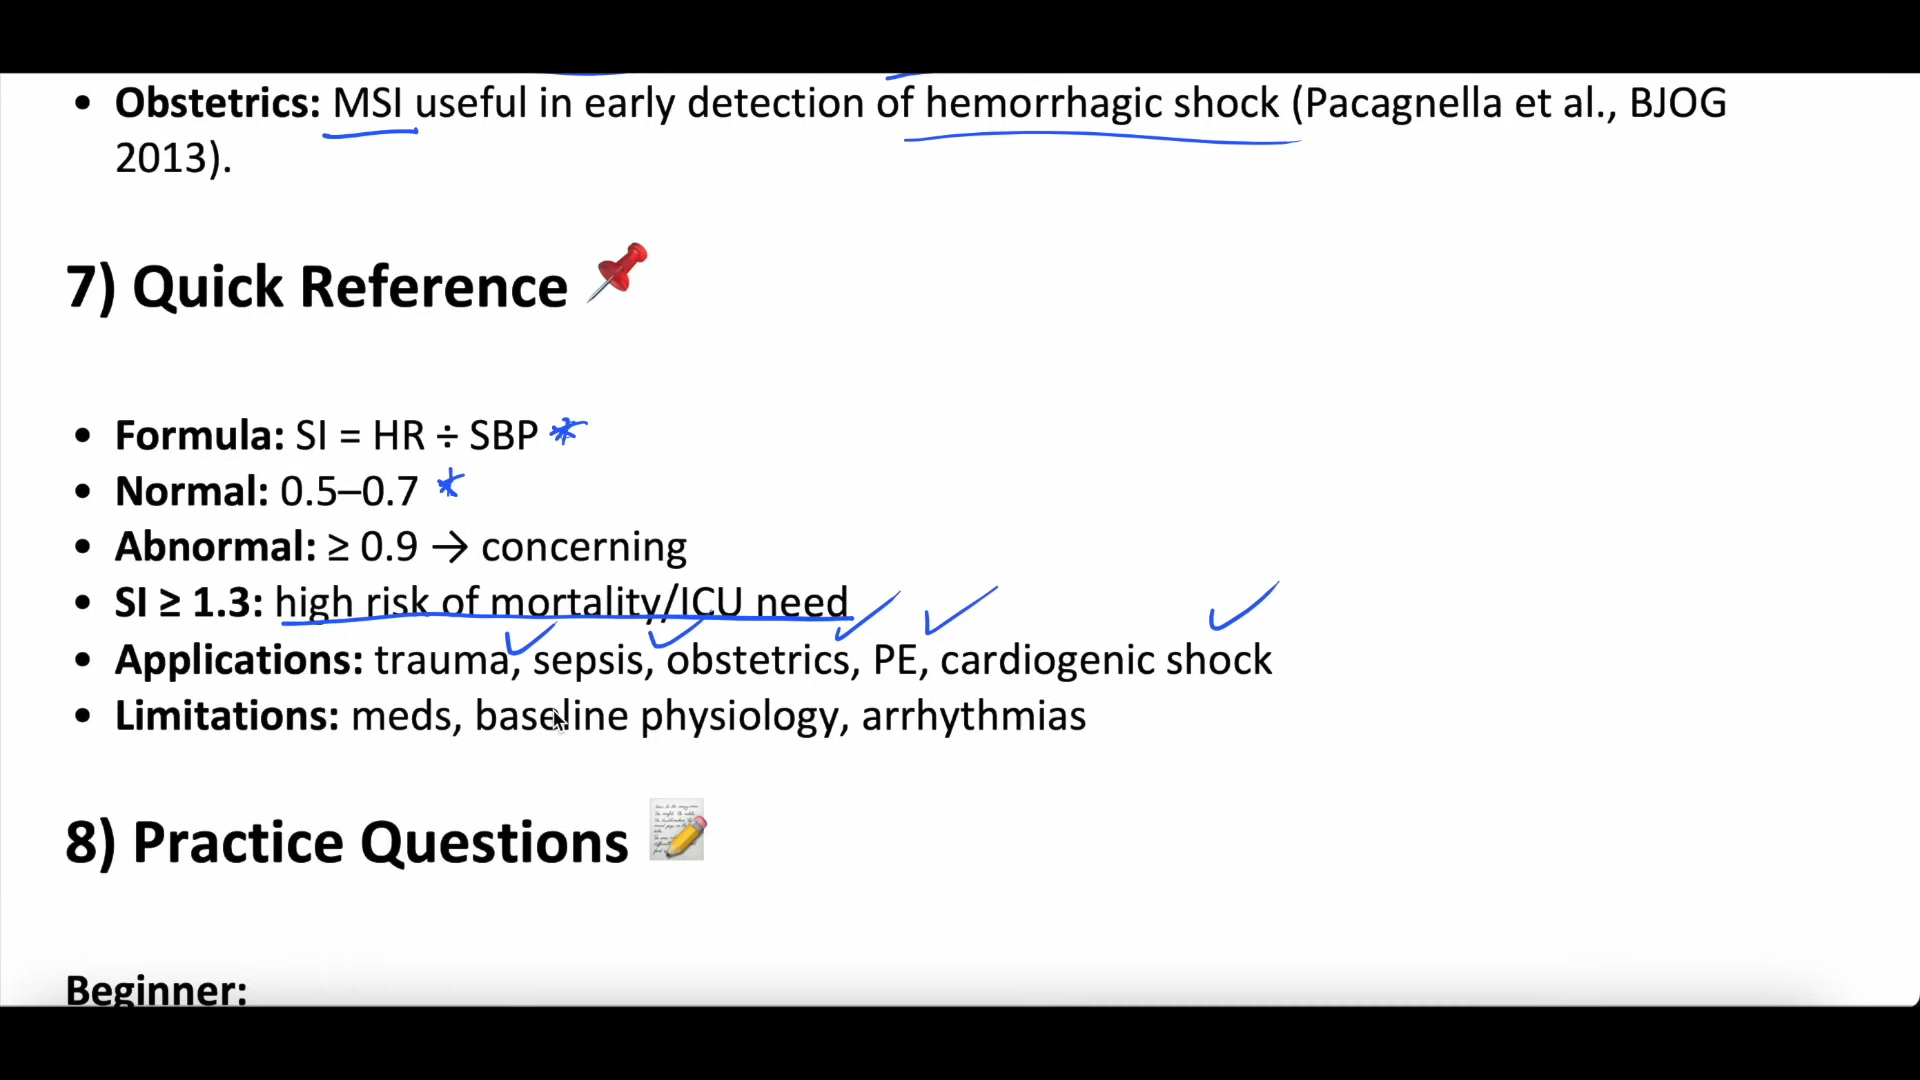 • Obstetrics: MSI useful in early detection of hemorrhagic shock (Pacagnella et al., BJOG
2013).
7) Quick Reference
• Formula: SI = HR ÷ SBP *
• Normal: 0.5–0.7 *
• Abnormal: ≥ 0.9 → concerning
• SI ≥ 1.3: high risk of mortality/ICU need
• Applications: trauma, sepsis, obstetrics, PE, cardiogenic shock
• Limitations: meds, baseline physiology, arrhythmias
8) Practice Questions
Beginner: